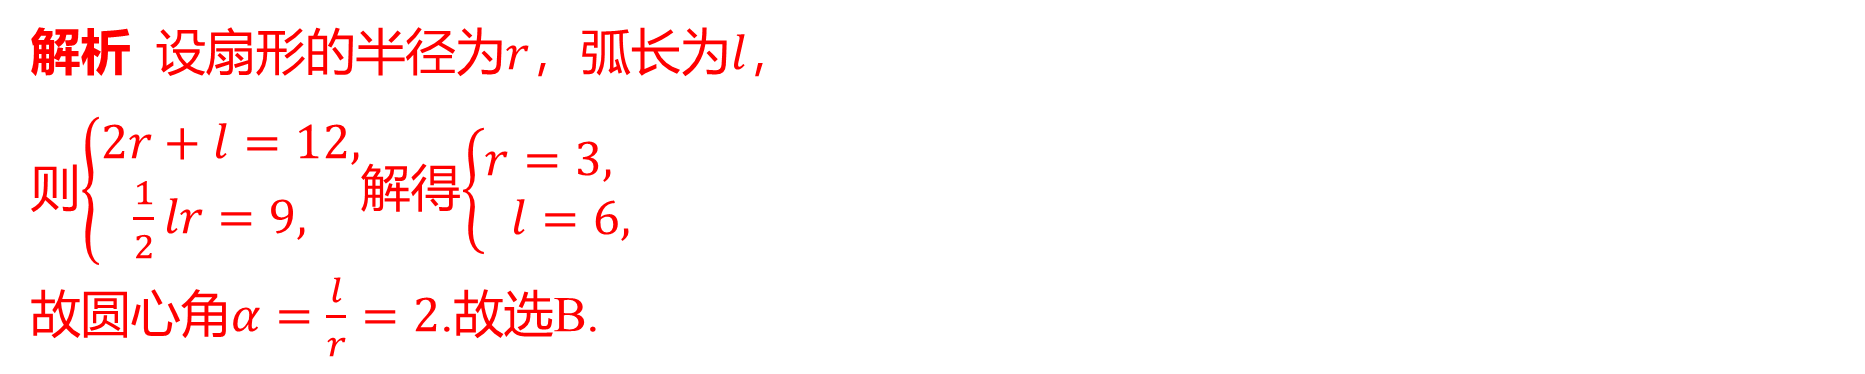 解析 设扇形的半径为r，弧长为l，
则{2r + l = 12, 1/2 lr = 9, 解得{r = 3, l = 6,
故圆心角α = l/r = 2.故选B.